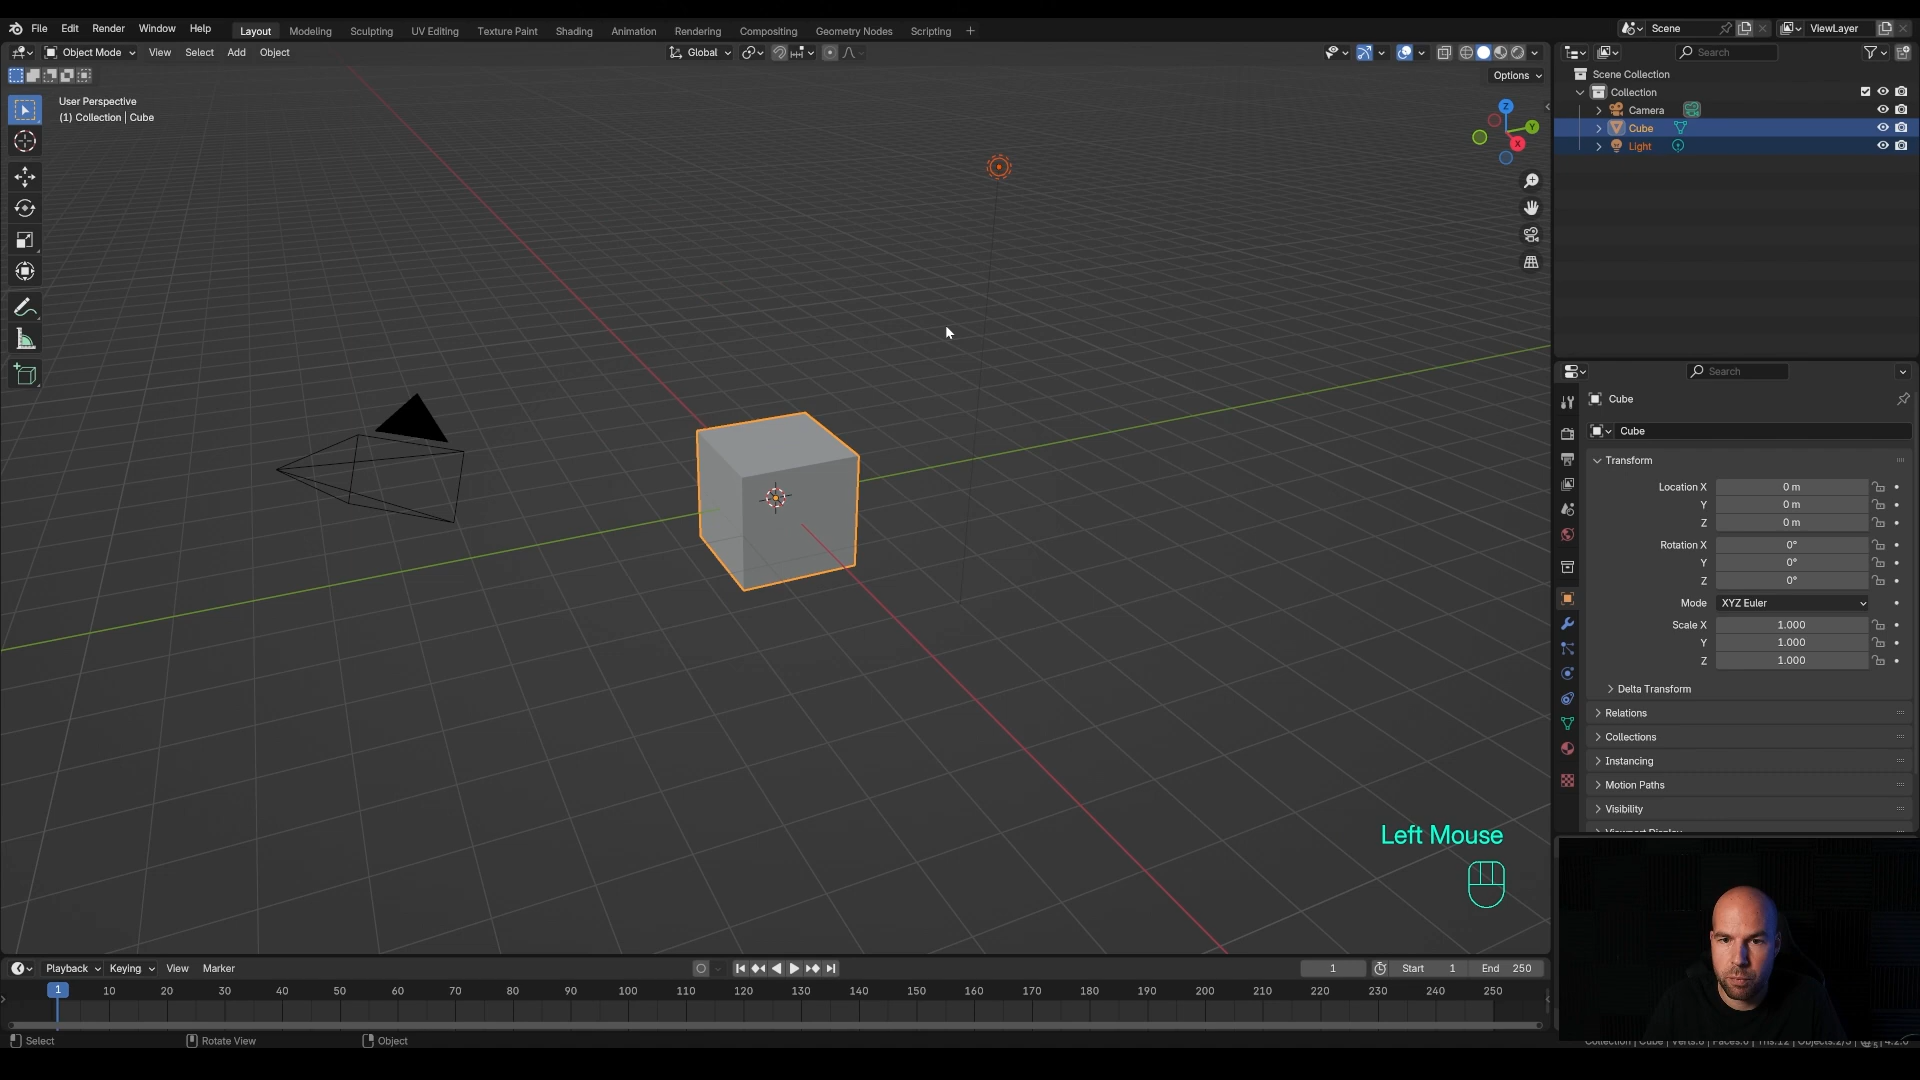 File Edit Render Window Help Layout Modeling Sculpting UV Editing Texture Paint Shading Animation Rendering Compositing Geometry Nodes Scripting + Scene ViewLayer
Object Mode View Select Add Object Global Search
Options
User Perspective
(1) Collection | Cube
Z
Y
X
Scene Collection
Collection
Camera
Cube
Light
Search
Cube
Cube
Transform
Location X 0 m
Y 0 m
Z 0 m
Rotation X 0°
Y 0°
Z 0°
Mode XYZ Euler
Scale X 1.000
Y 1.000
Z 1.000
Delta Transform
Relations
Collections
Instancing
Motion Paths
Visibility
Left Mouse
Playback Keying View Marker 1 Start 1 End 250
1 10 20 30 40 50 60 70 80 90 100 110 120 130 140 150 160 170 180 190 200 210 220 230 240 250
Select Rotate View Object